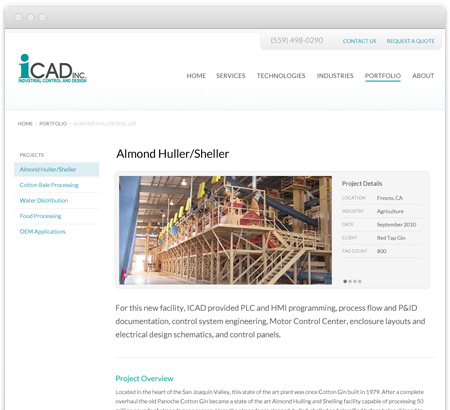 (559) 498-0290 CONTACT US REQUEST A QUOTE
iCAD INC.
INDUSTRIAL CONTROL AND DESIGN
HOME SERVICES TECHNOLOGIES INDUSTRIES PORTFOLIO ABOUT
HOME » PORTFOLIO » ALMOND HULLER/SHELLER
PROJECTS
Almond Huller/Sheller
Cotton Bale Processing
Water Distribution
Food Processing
OEM Applications
Almond Huller/Sheller
Project Details
LOCATION Fresno, CA
INDUSTRY Agriculture
DATE September 2010
CLIENT Red Top Gin
TAG COUNT 800
For this new facility, ICAD provided PLC and HMI programming, process flow and P&ID
documentation, control system engineering, Motor Control Center, enclosure layouts and
electrical design schematics, and control panels.
Project Overview
Located in the heart of the San Joaquin Valley, this state of the art plant was once Cotton Gin built in 1979. After a complete
overhaul the old Panoche Cotton Gin became a state of the art Almond Hulling and Shelling facility capable of processing 50